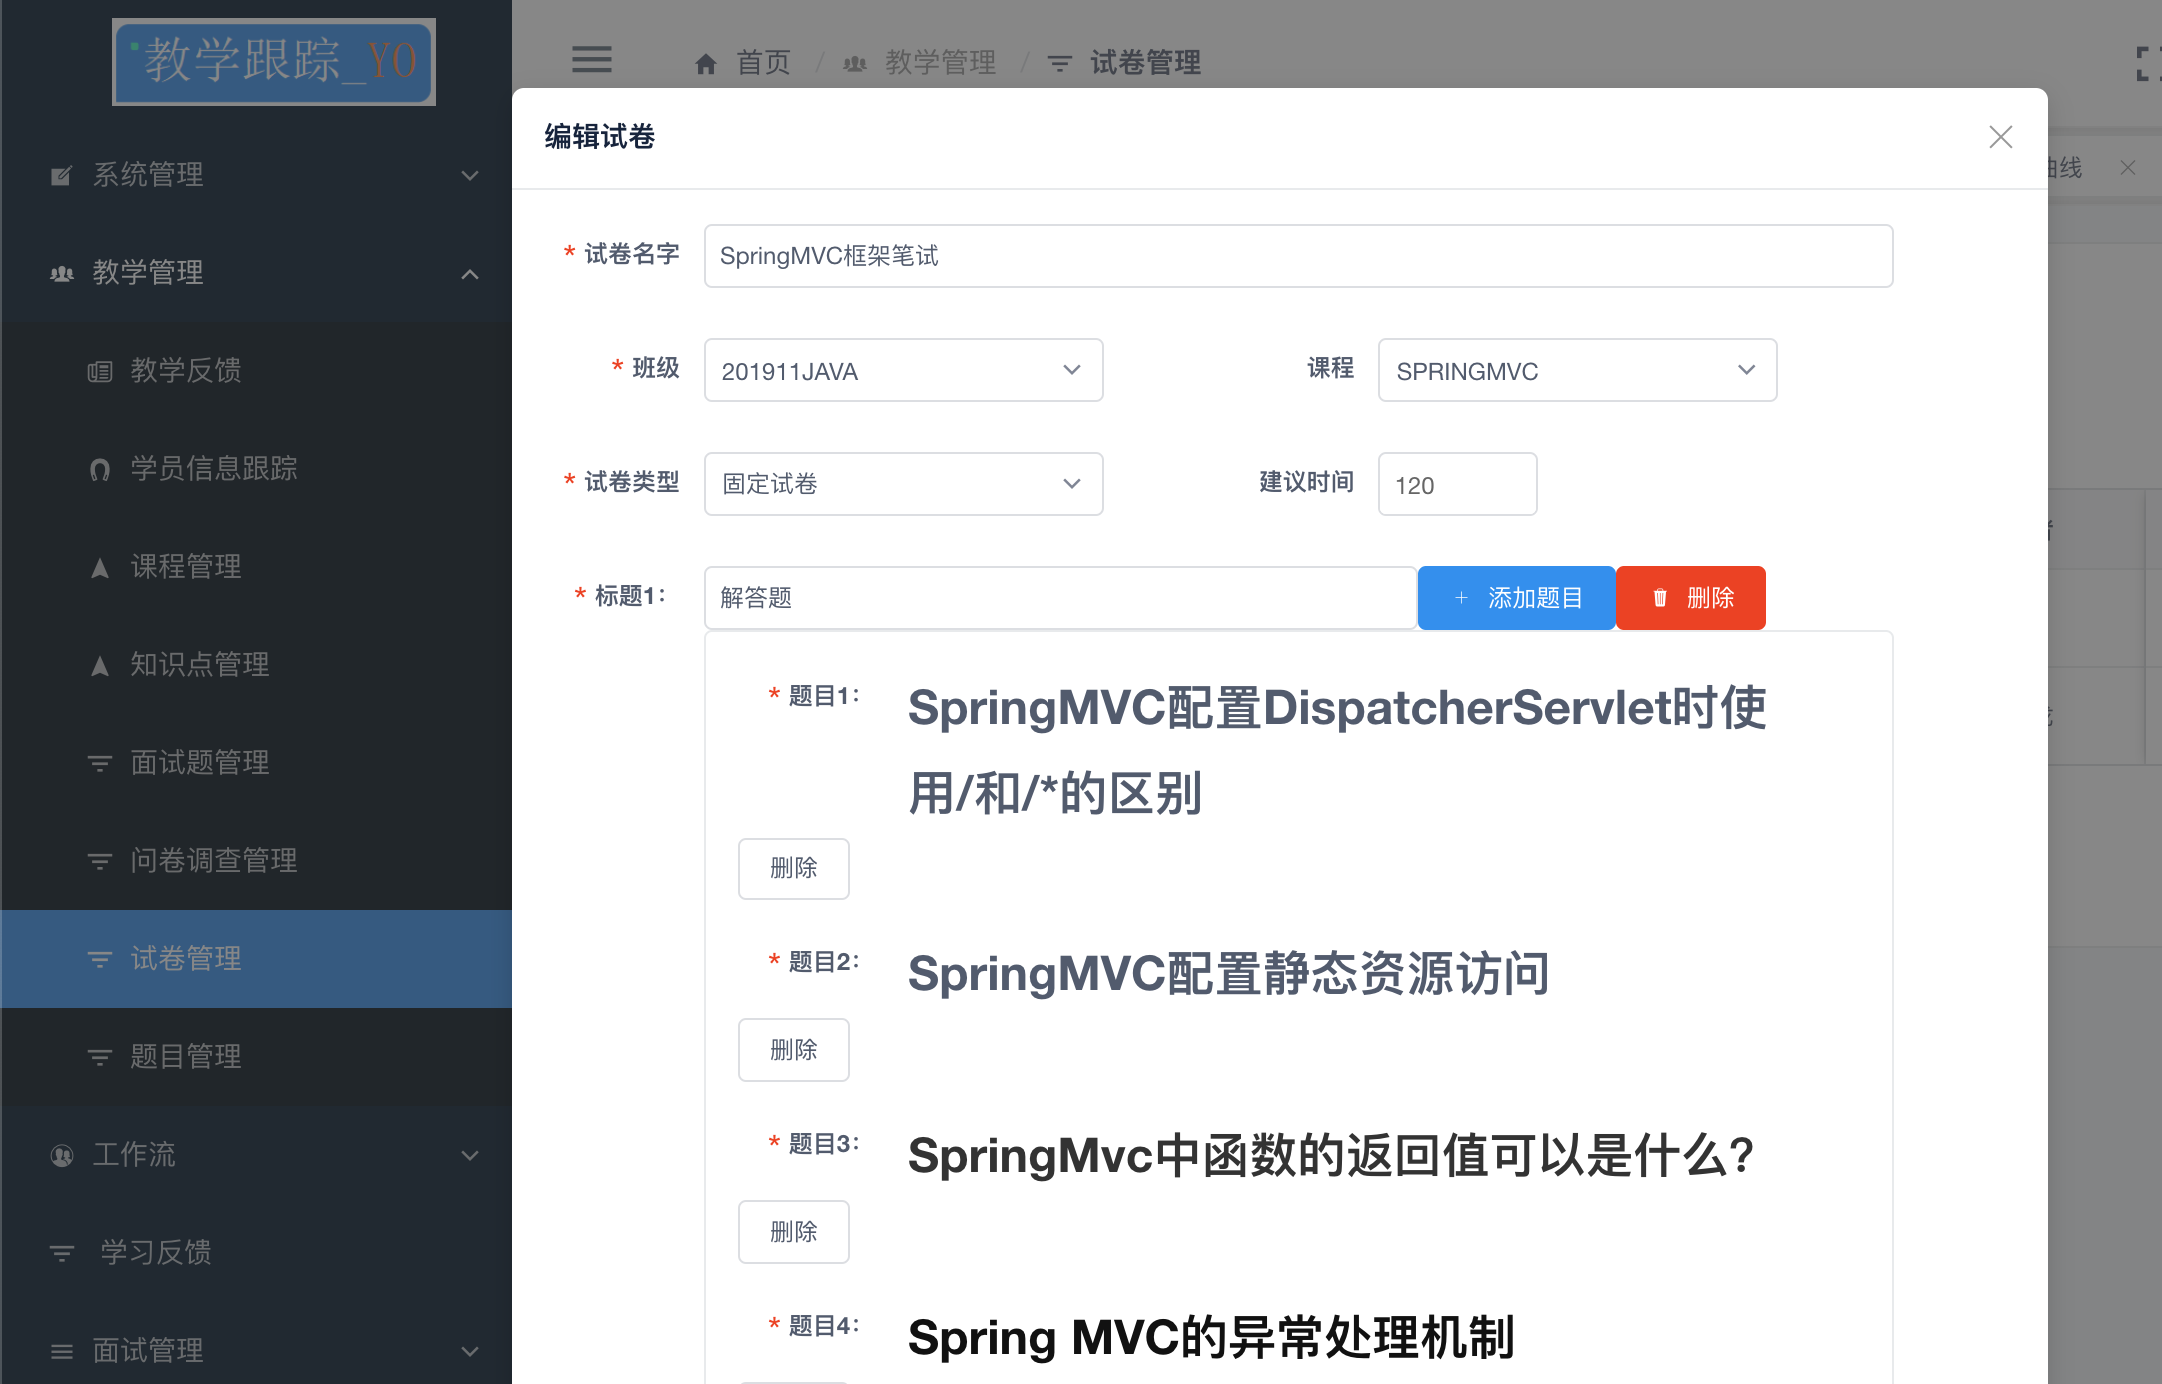 教学跟踪_YO
系统管理
教学管理
教学反馈
学员信息跟踪
课程管理
知识点管理
面试题管理
问卷调查管理
试卷管理
题目管理
工作流
学习反馈
面试管理
首页 / 教学管理 / 试卷管理
曲线
编辑试卷
* 试卷名字 SpringMVC框架笔试
* 班级 201911JAVA 课程 SPRINGMVC
* 试卷类型 固定试卷 建议时间 120
* 标题1: 解答题 + 添加题目 删除
* 题目1: SpringMVC配置DispatcherServlet时使
用/和/*的区别
删除
* 题目2: SpringMVC配置静态资源访问
删除
* 题目3: SpringMvc中函数的返回值可以是什么?
删除
* 题目4: Spring MVC的异常处理机制